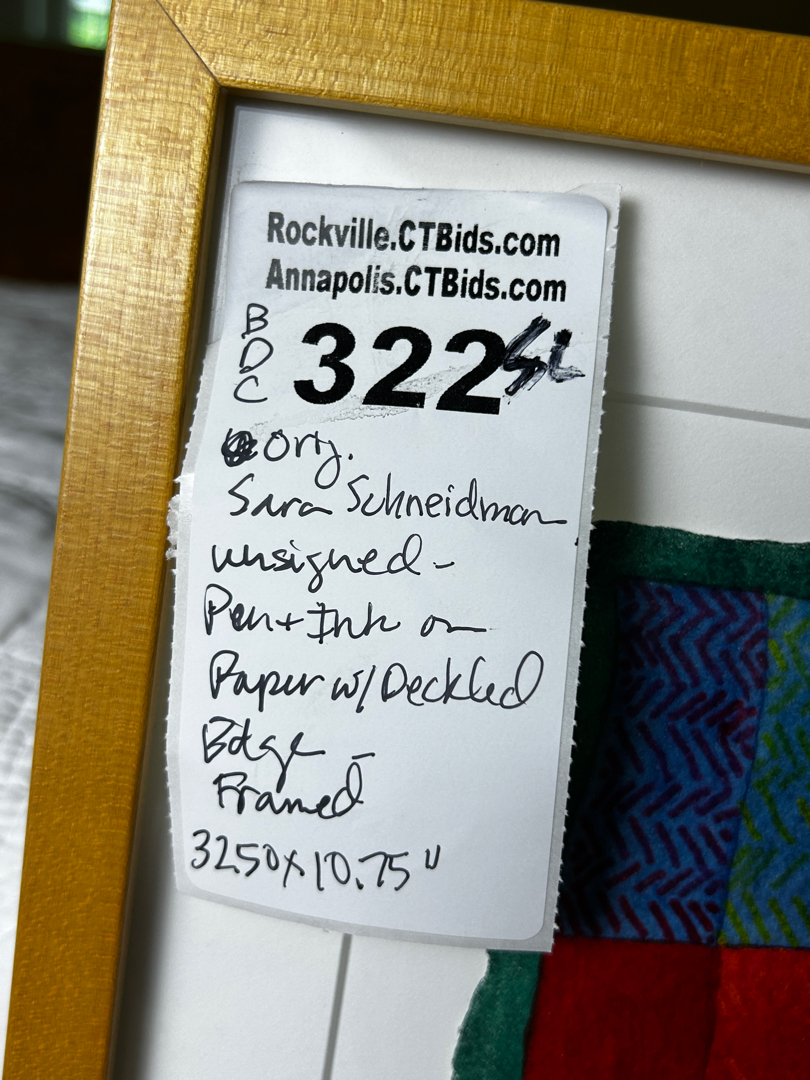 Rockville.CTBids.com
Annapolis.CTBids.com
B
D
C
322
orig.
Sara Schneidman
unsigned -
Pen + Ink on
Paper w/ Deckled
Edge -
Framed
32.50 x 10.75"